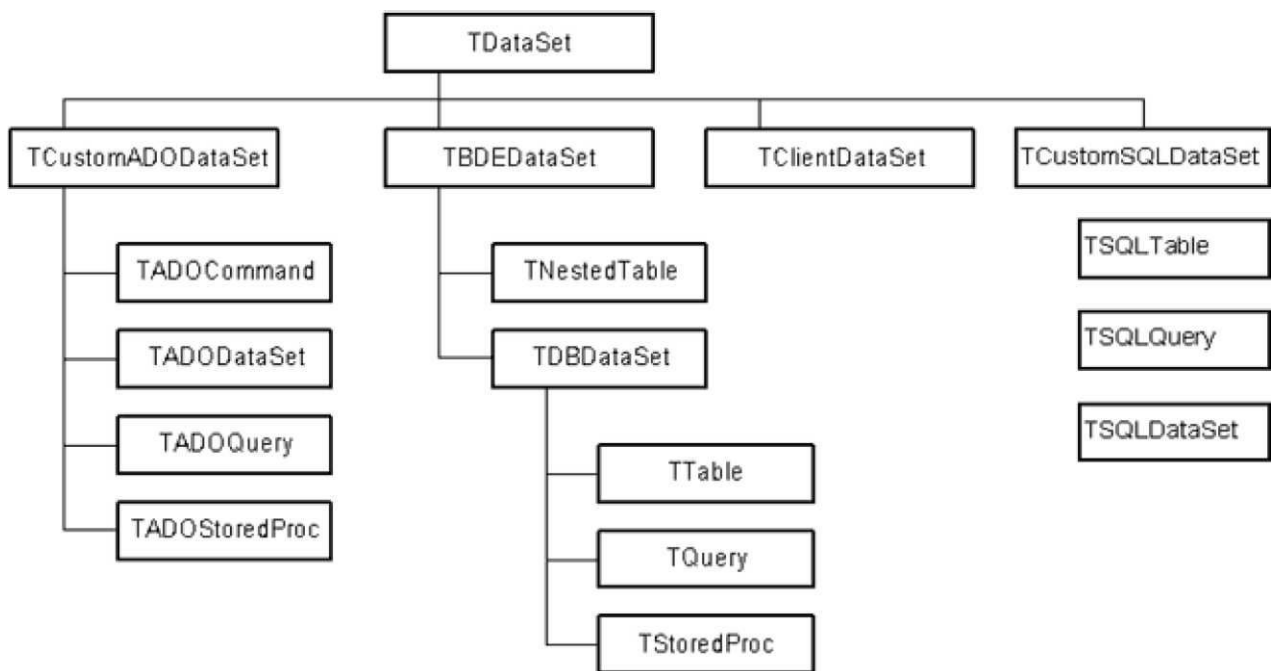 TDataSet
TCustomADODataSet
TBDEDataSet
TClientDataSet
TCustomSQLDataSet
TADOCommand
TADODataSet
TADOQuery
TADOStoredProc
TNestedTable
TDBDataSet
TTable
TQuery
TStoredProc
TSQLTable
TSQLQuery
TSQLDataSet